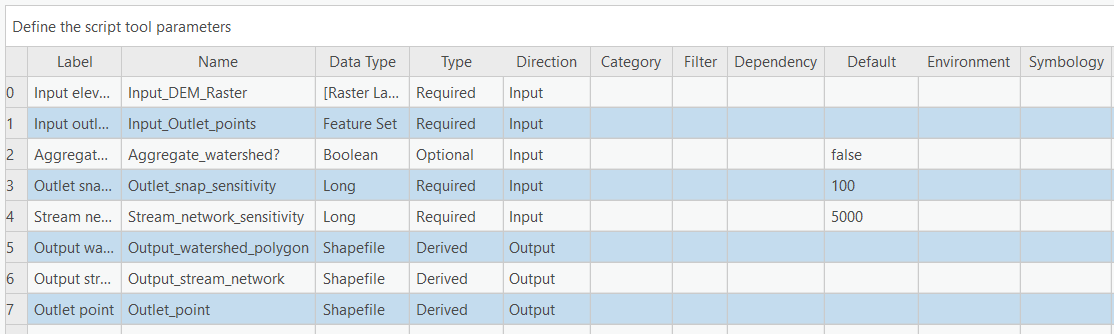 Define the script tool parameters
Label Name Data Type Type Direction Category Filter Dependency Default Environment Symbology
0 Input elev... Input_DEM_Raster [Raster La... Required Input
1 Input outl... Input_Outlet_points Feature Set Required Input
2 Aggregat... Aggregate_watershed? Boolean Optional Input false
3 Outlet sna... Outlet_snap_sensitivity Long Required Input 100
4 Stream ne... Stream_network_sensitivity Long Required Input 5000
5 Output wa... Output_watershed_polygon Shapefile Derived Output
6 Output str... Output_stream_network Shapefile Derived Output
7 Outlet point Outlet_point Shapefile Derived Output